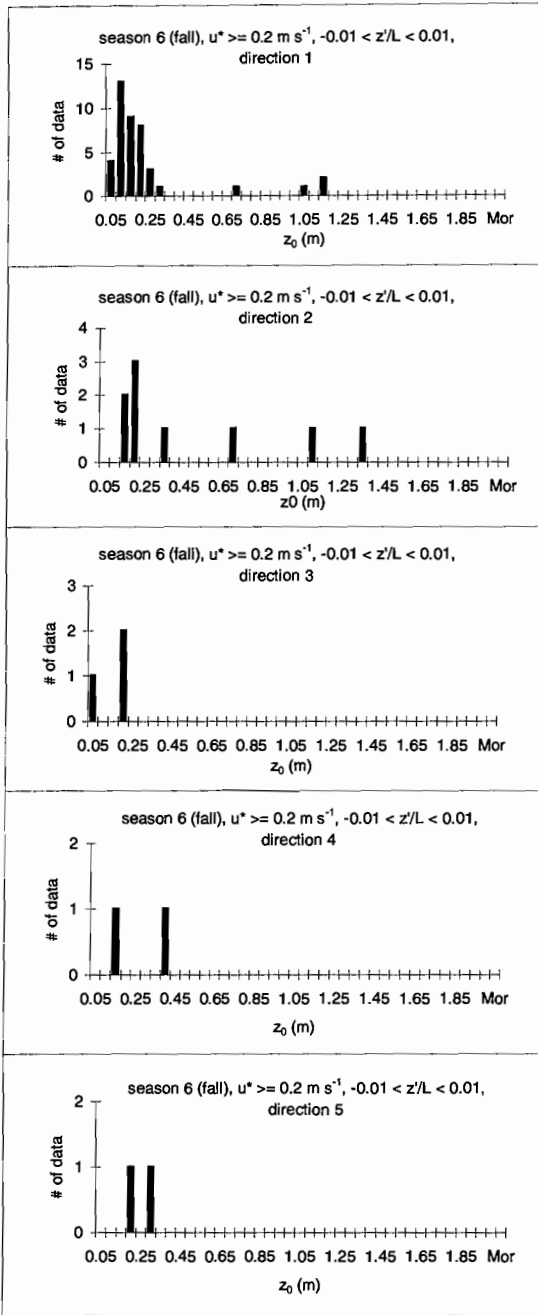 season 6 (fall), u* >= 0.2 m s⁻¹, -0.01 < z'/L < 0.01,
direction 1
15
10
5
0
# of data
0.05 0.25 0.45 0.65 0.85 1.05 1.25 1.45 1.65 1.85 Mor
z₀ (m)
season 6 (fall), u* >= 0.2 m s⁻¹, -0.01 < z'/L < 0.01,
direction 2
4
3
2
1
0
# of data
0.05 0.25 0.45 0.65 0.85 1.05 1.25 1.45 1.65 1.85 Mor
z0 (m)
season 6 (fall), u* >= 0.2 m s⁻¹, -0.01 < z'/L < 0.01,
direction 3
3
2
1
0
# of data
0.05 0.25 0.45 0.65 0.85 1.05 1.25 1.45 1.65 1.85 Mor
z₀ (m)
season 6 (fall), u* >= 0.2 m s⁻¹, -0.01 < z'/L < 0.01,
direction 4
2
1
0
# of data
0.05 0.25 0.45 0.65 0.85 1.05 1.25 1.45 1.65 1.85 Mor
z₀ (m)
season 6 (fall), u* >= 0.2 m s⁻¹, -0.01 < z'/L < 0.01,
direction 5
2
1
0
# of data
0.05 0.25 0.45 0.65 0.85 1.05 1.25 1.45 1.65 1.85 Mor
z₀ (m)